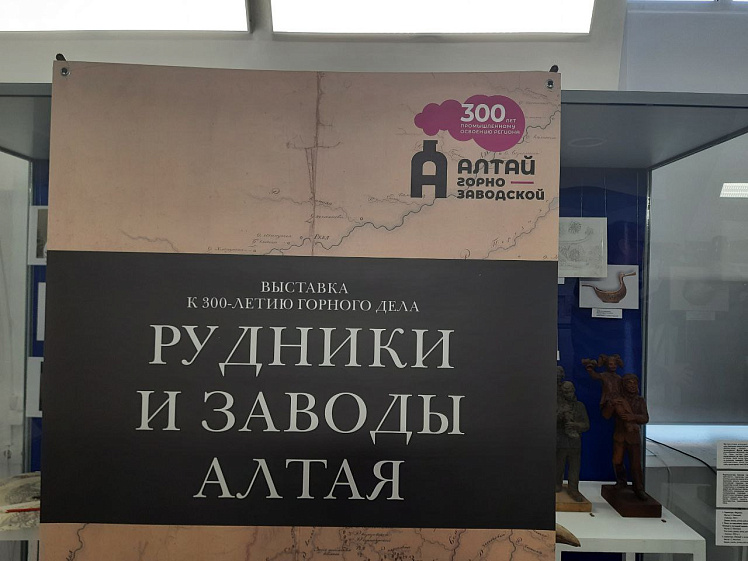 300 ЛЕТ
ПРОМЫШЛЕННОМУ
ОСВОЕНИЮ РЕГИОНА
АЛТАЙ
ГОРНО
ЗАВОДСКОЙ
ВЫСТАВКА
К 300-ЛЕТИЮ ГОРНОГО ДЕЛА
РУДНИКИ
И ЗАВОДЫ
АЛТАЯ